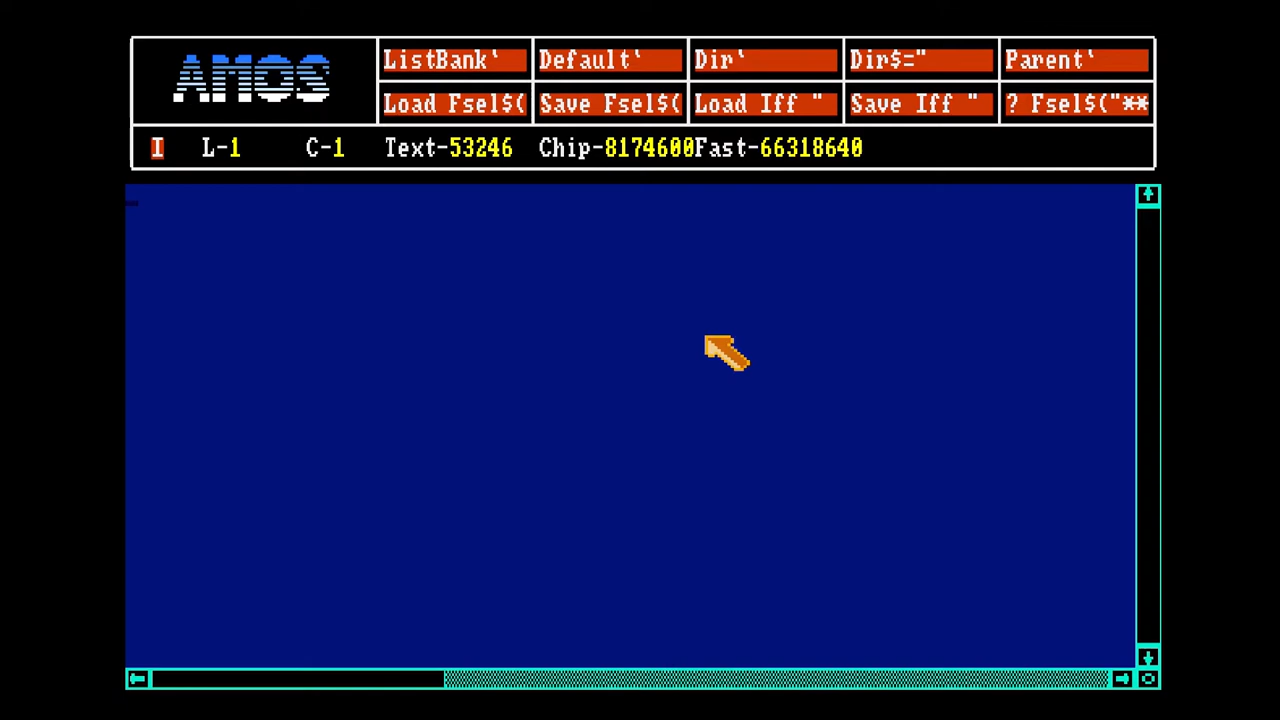 AMOS
ListBank` Default` Dir` Dir$=" Parent`
Load Fsel$( Save Fsel$( Load Iff " Save Iff " ? Fsel$("**
I L-1 C-1 Text-53246 Chip-8174600Fast-66318640